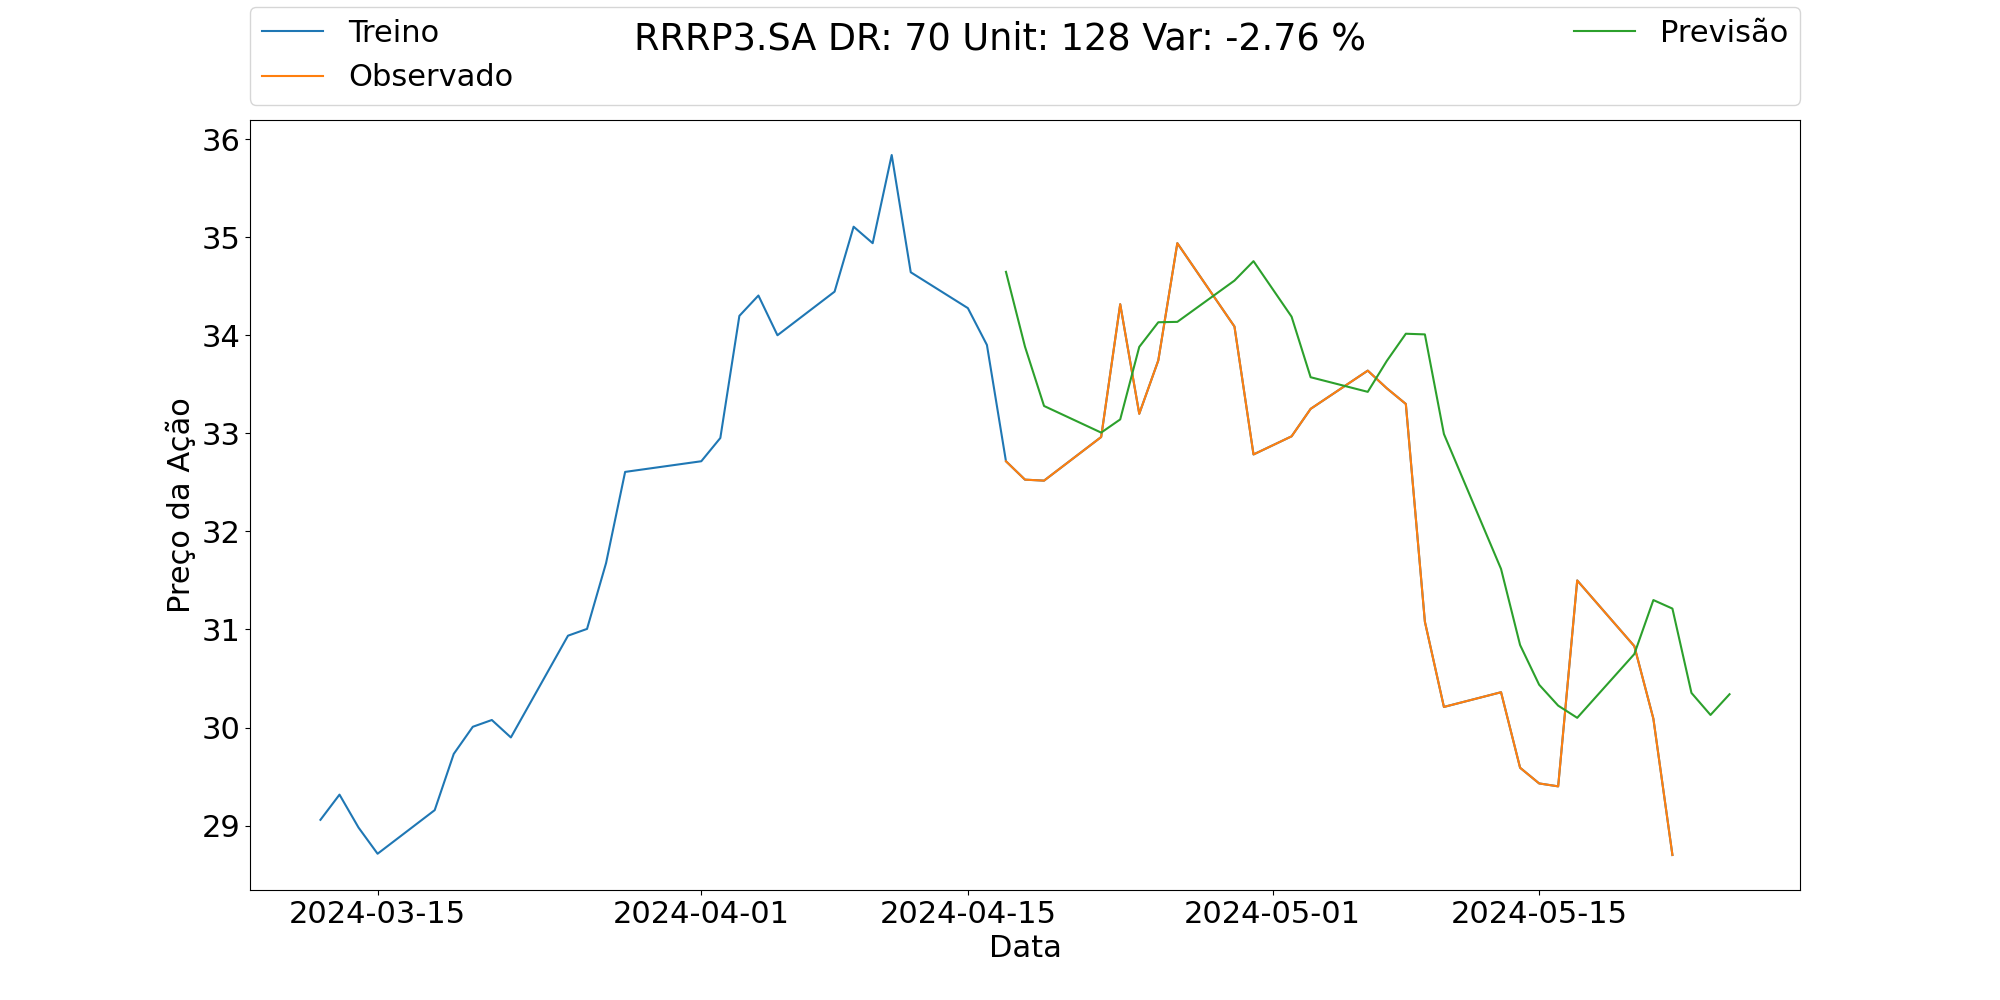 RRRP3.SA DR: 70 Unit: 128 Var: -2.76 %
Treino
Observado
Previsão
36
35
34
33
32
31
30
29
Preço da Ação
2024-03-15
2024-04-01
2024-04-15
2024-05-01
2024-05-15
Data